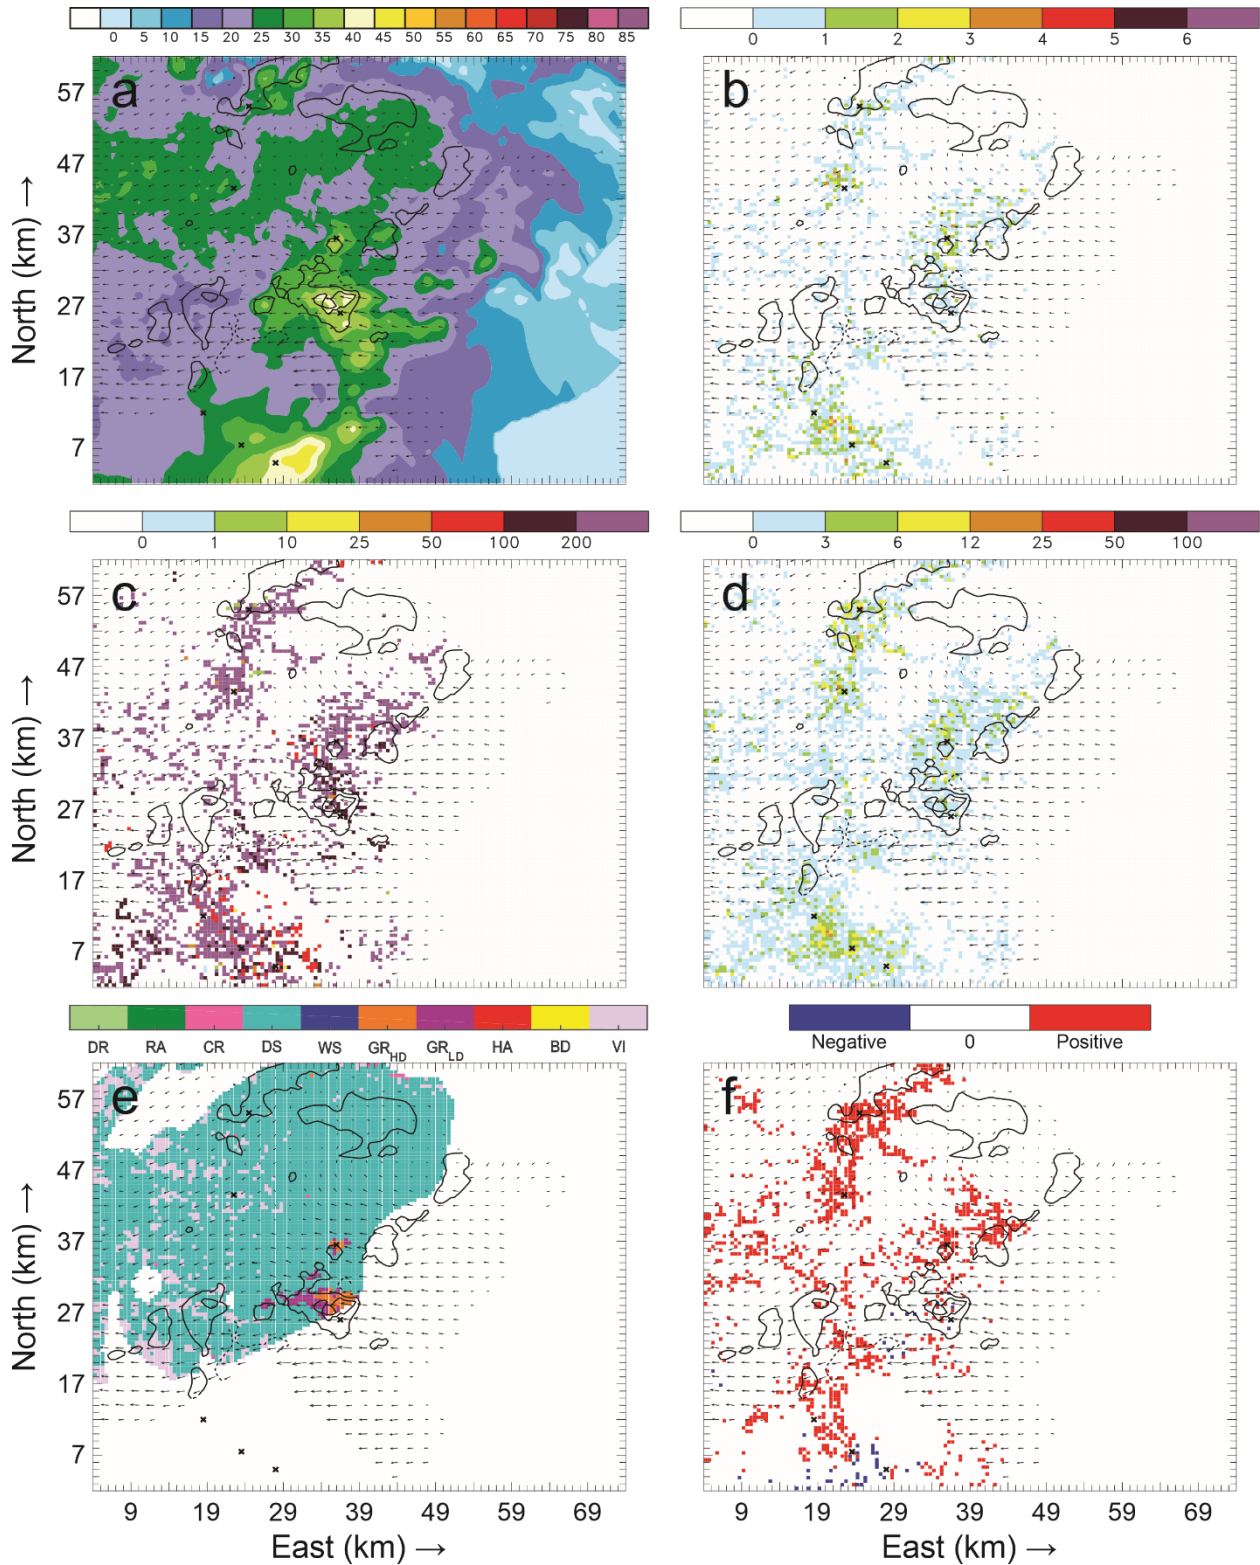 0 5 10 15 20 25 30 35 40 45 50 55 60 65 70 75 80 85
0 1 2 3 4 5 6
a
b
57
47
37
27
17
7
North (km) →
0 1 10 25 50 100 200
0 3 6 12 25 50 100
c
d
57
47
37
27
17
7
North (km) →
DR RA CR DS WS GR HD GR LD HA BD VI
Negative 0 Positive
e
f
57
47
37
27
17
7
North (km) →
9 19 29 39 49 59 69
9 19 29 39 49 59 69
East (km) →
East (km) →